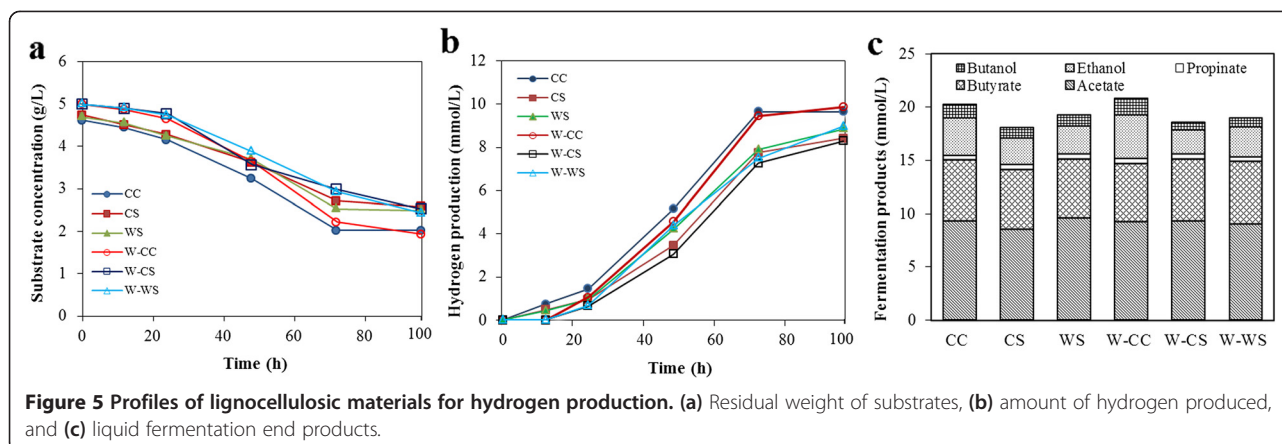 a
Substrate concentration (g/L)
6
5
4
3
2
1
0
CC
CS
WS
W-CC
W-CS
W-WS
0 20 40 60 80 100
Time (h)
b
Hydrogen production (mmol/L)
12
10
8
6
4
2
0
CC
CS
WS
W-CC
W-CS
W-WS
0 20 40 60 80 100
Time (h)
c
Fermentation products (mmol/L)
25
20
15
10
5
0
Butanol Ethanol Propinate
Butyrate Acetate
CC CS WS W-CC W-CS W-WS
Figure 5 Profiles of lignocellulosic materials for hydrogen production. (a) Residual weight of substrates, (b) amount of hydrogen produced,
and (c) liquid fermentation end products.